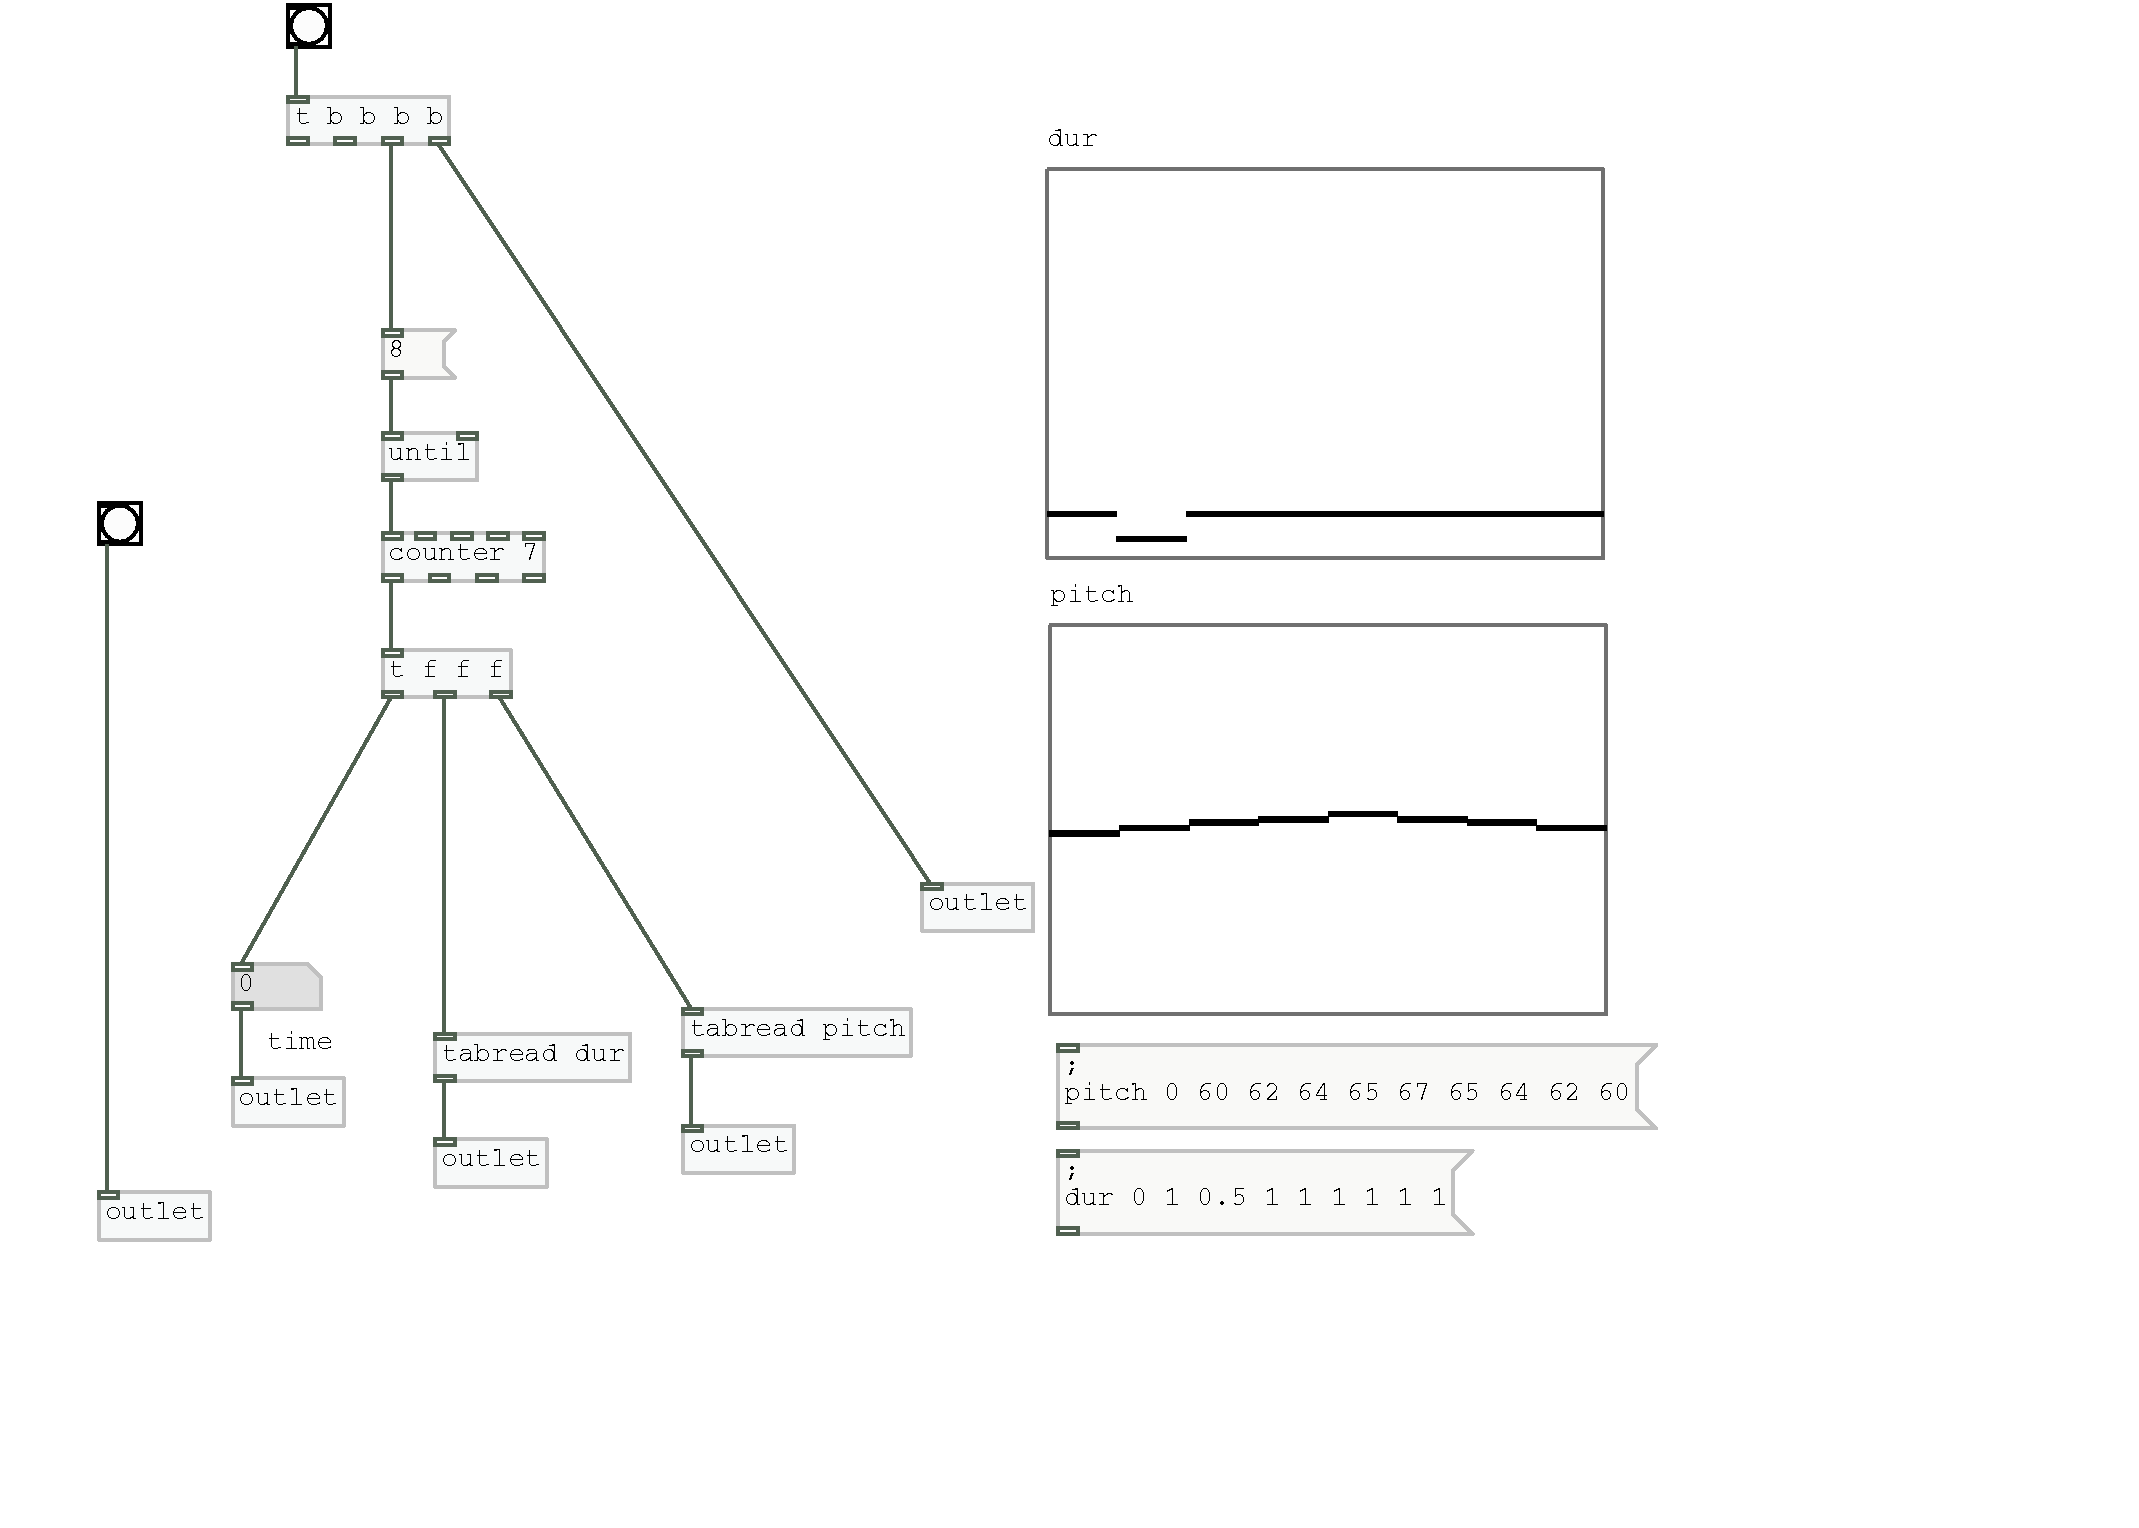 t b b b b
dur
8
until
counter 7
pitch
t f f f
outlet
0
tabread pitch
time
tabread dur
outlet
outlet
outlet
outlet
;
pitch 0 60 62 64 65 67 65 64 62 60
;
dur 0 1 0.5 1 1 1 1 1 1